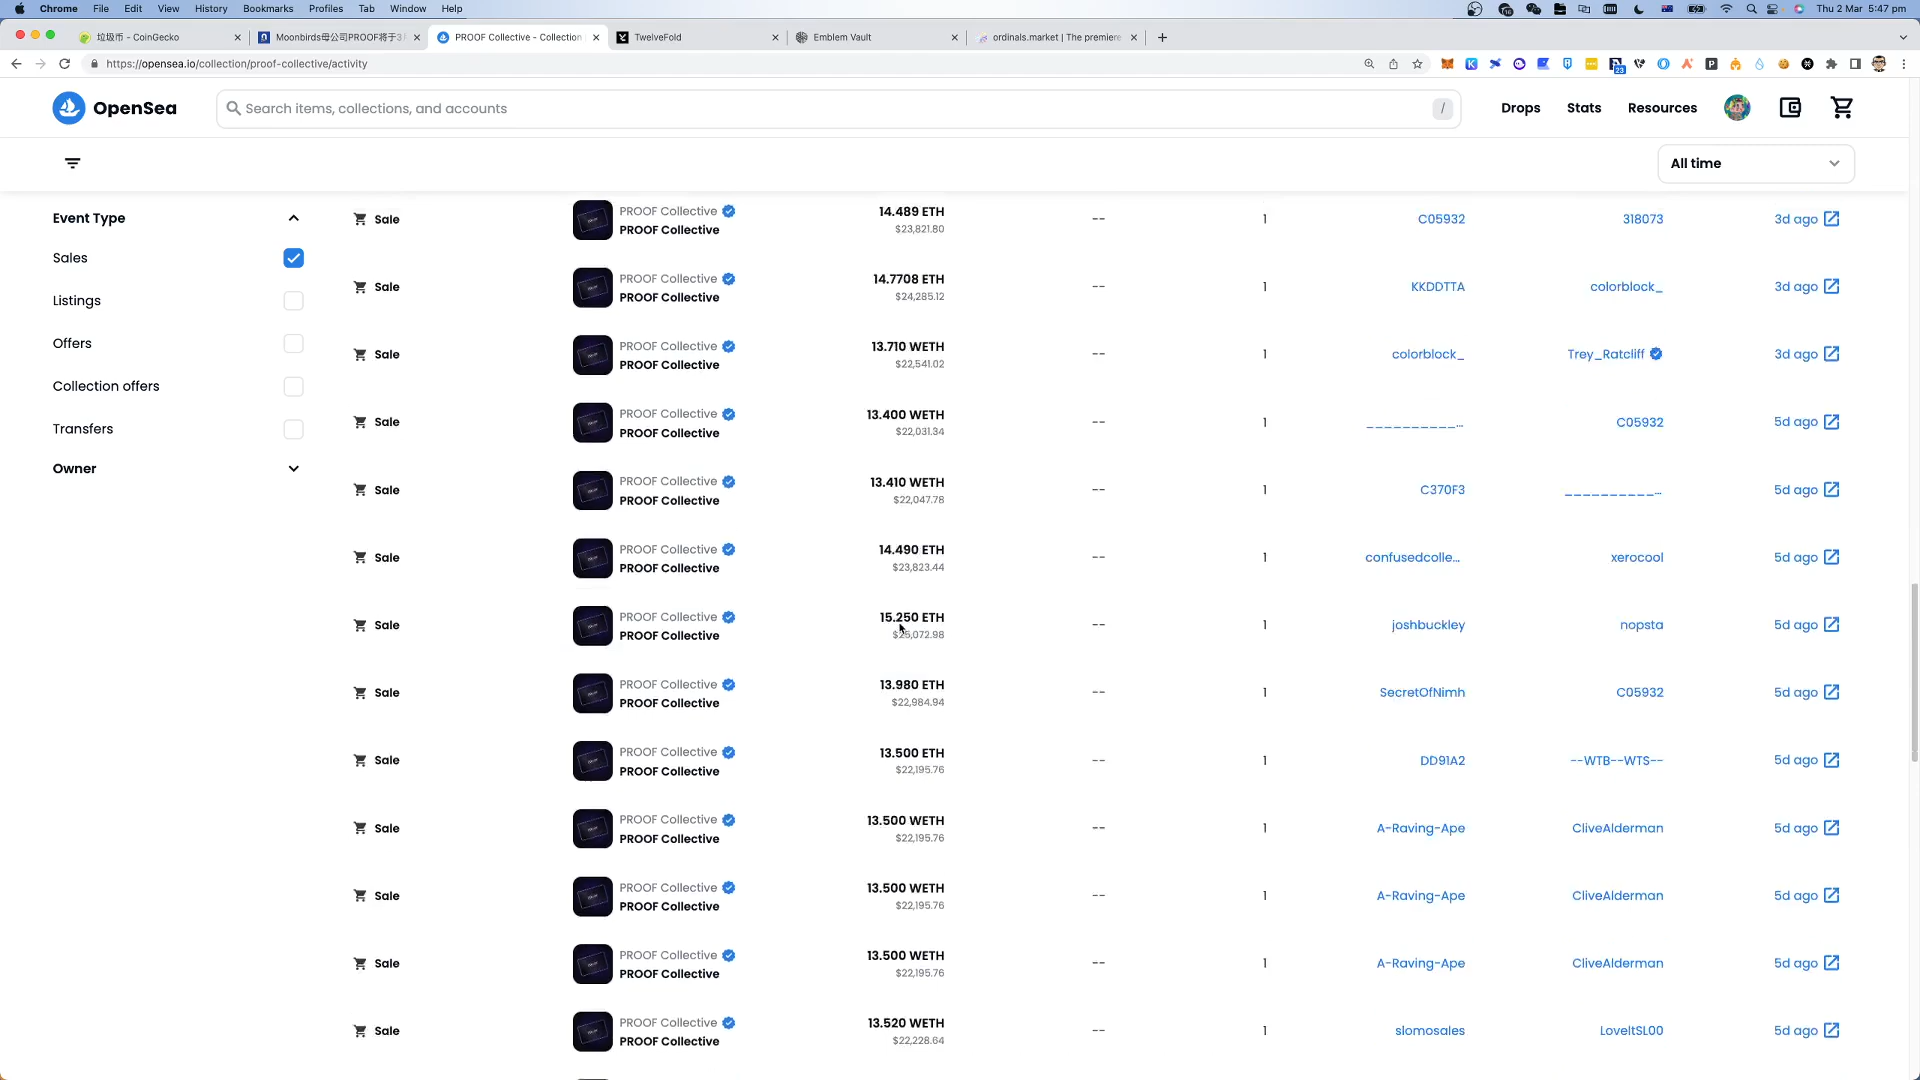 Chrome File Edit View History Bookmarks Profiles Tab Window Help Thu 2 Mar 5:47 pm
垃圾币 - CoinGecko Moonbirds母公司PROOF将于3 PROOF Collective - Collection TwelveFold Emblem Vault ordinals.market | The premiere
https://opensea.io/collection/proof-collective/activity 23
OpenSea Search items, collections, and accounts / Drops Stats Resources
All time
Event Type
Sales
Listings
Offers
Collection offers
Transfers
Owner
Sale PROOF Collective 14.489 ETH -- 1 C05932 318073 3d ago
PROOF Collective $23,821.80
Sale PROOF Collective 14.7708 ETH -- 1 KKDDTTA colorblock_ 3d ago
PROOF Collective $24,285.12
Sale PROOF Collective 13.710 WETH -- 1 colorblock_ Trey_Ratcliff 3d ago
PROOF Collective $22,541.02
Sale PROOF Collective 13.400 WETH -- 1 __________... C05932 5d ago
PROOF Collective $22,031.34
Sale PROOF Collective 13.410 WETH -- 1 C370F3 __________... 5d ago
PROOF Collective $22,047.78
Sale PROOF Collective 14.490 ETH -- 1 confusedcolle... xerocool 5d ago
PROOF Collective $23,823.44
Sale PROOF Collective 15.250 ETH -- 1 joshbuckley nopsta 5d ago
PROOF Collective $25,072.98
Sale PROOF Collective 13.980 ETH -- 1 SecretOfNimh C05932 5d ago
PROOF Collective $22,984.94
Sale PROOF Collective 13.500 ETH -- 1 DD91A2 --WTB--WTS-- 5d ago
PROOF Collective $22,195.76
Sale PROOF Collective 13.500 WETH -- 1 A-Raving-Ape CliveAlderman 5d ago
PROOF Collective $22,195.76
Sale PROOF Collective 13.500 WETH -- 1 A-Raving-Ape CliveAlderman 5d ago
PROOF Collective $22,195.76
Sale PROOF Collective 13.500 WETH -- 1 A-Raving-Ape CliveAlderman 5d ago
PROOF Collective $22,195.76
Sale PROOF Collective 13.520 WETH -- 1 slomosales LoveItSL00 5d ago
PROOF Collective $22,228.64